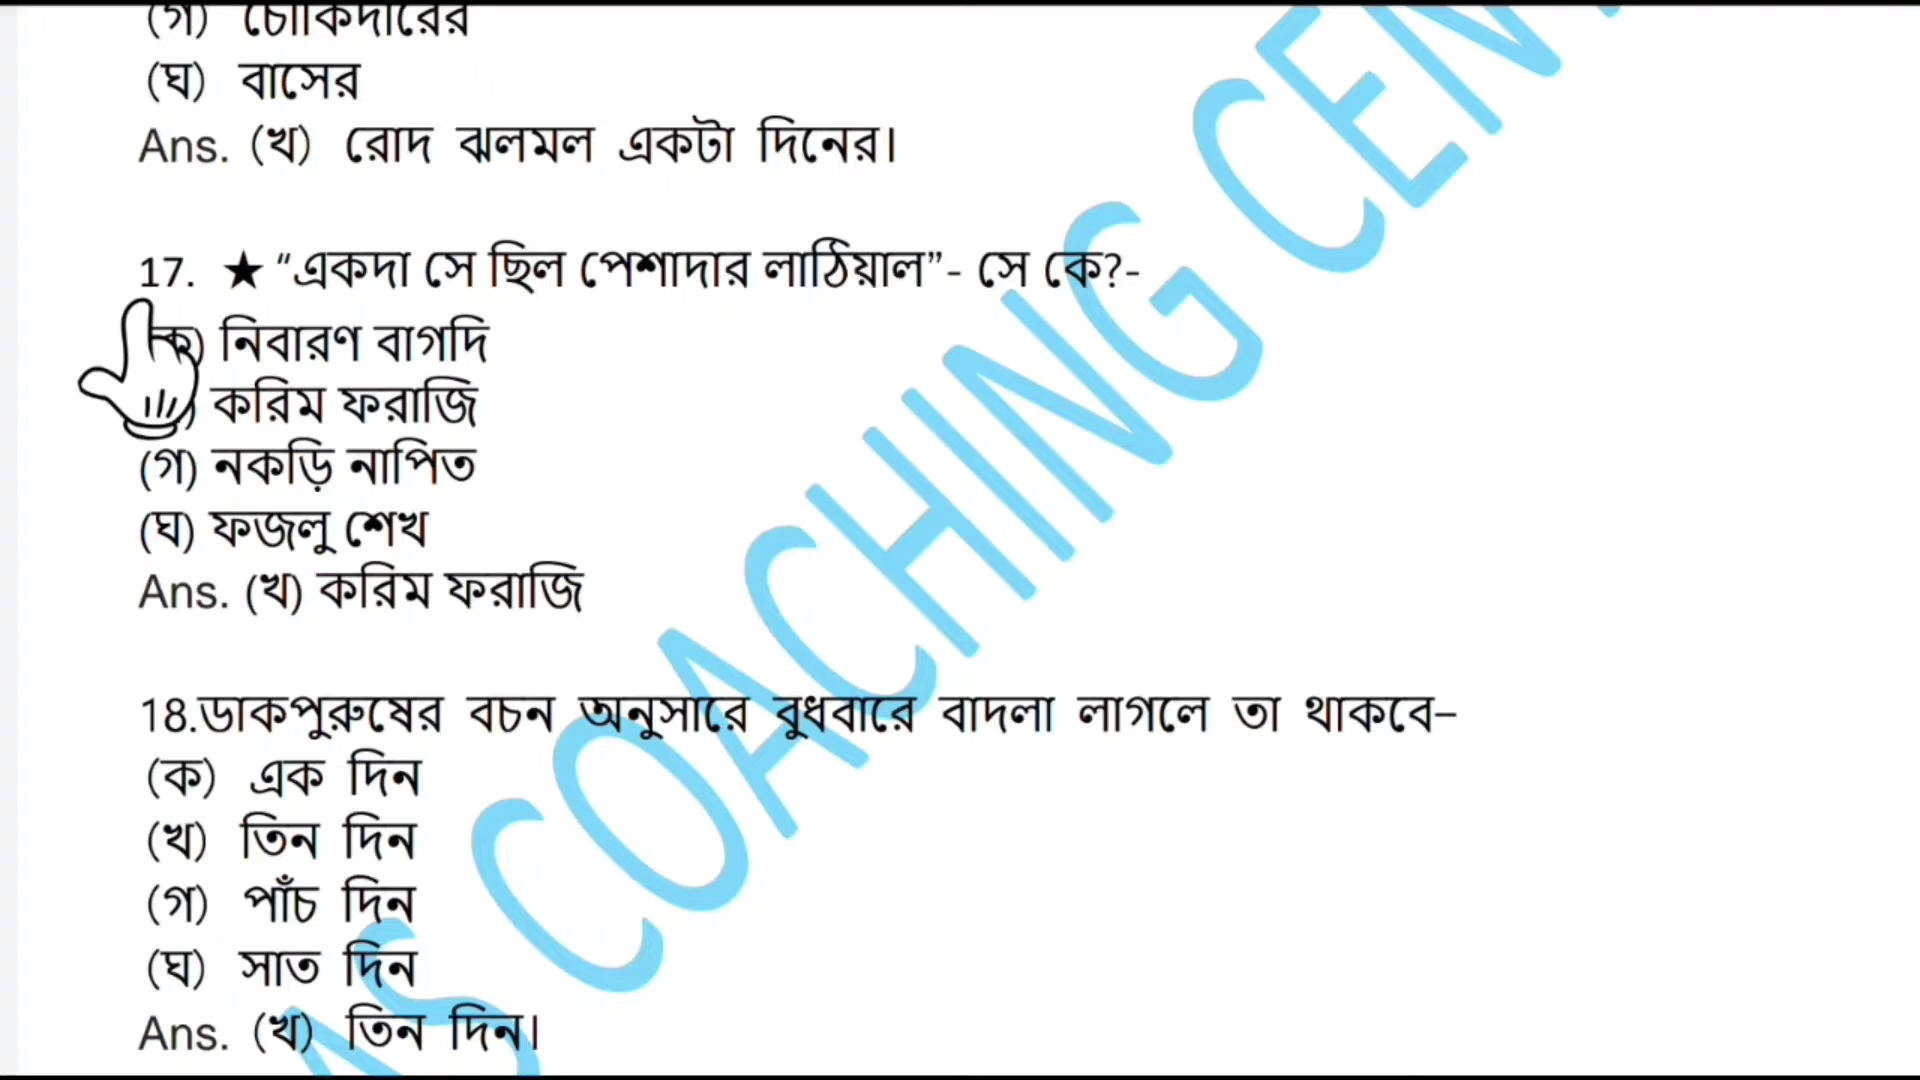 (গ) চৌকিদারের
(ঘ) বাসের
Ans. (খ) রোদ ঝলমল একটা দিনের।
17. ★ “একদা সে ছিল পেশাদার লাঠিয়াল”- সে কে?-
ক) নিবারণ বাগদি
) করিম ফরাজি
(গ) নকড়ি নাপিত
(ঘ) ফজলু শেখ
Ans. (খ) করিম ফরাজি
18.ডাকপুরুষের বচন অনুসারে বুধবারে বাদলা লাগলে তা থাকবে–
(ক) এক দিন
(খ) তিন দিন
(গ) পাঁচ দিন
(ঘ) সাত দিন
Ans. (খ) তিন দিন।
COACHING